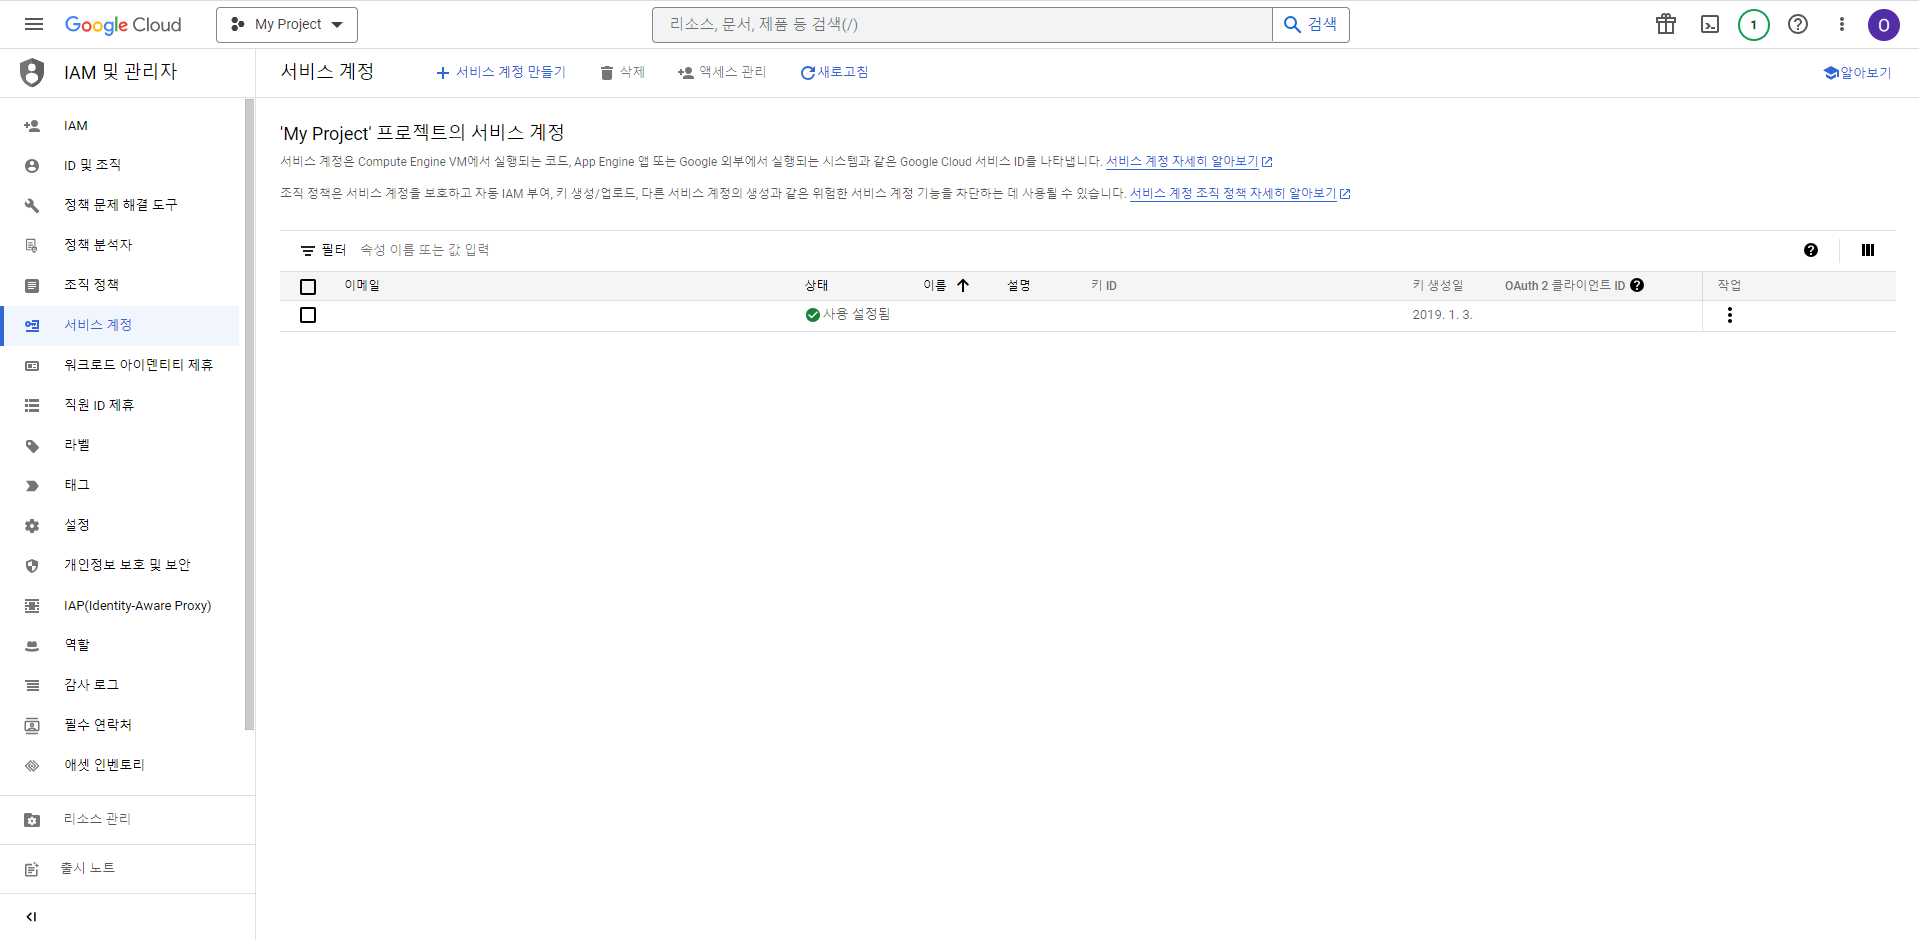 Google Cloud
My Project
리소스, 문서, 제품 등 검색(/)
검색
1
O
IAM 및 관리자
서비스 계정
서비스 계정 만들기
삭제
액세스 관리
새로고침
알아보기
IAM
ID 및 조직
정책 문제 해결 도구
정책 분석자
조직 정책
서비스 계정
워크로드 아이덴티티 제휴
직원 ID 제휴
라벨
태그
설정
개인정보 보호 및 보안
IAP(Identity-Aware Proxy)
역할
감사 로그
필수 연락처
애셋 인벤토리
리소스 관리
출시 노트
'My Project' 프로젝트의 서비스 계정
서비스 계정은 Compute Engine VM에서 실행되는 코드, App Engine 앱 또는 Google 외부에서 실행되는 시스템과 같은 Google Cloud 서비스 ID를 나타냅니다. 서비스 계정 자세히 알아보기
조직 정책은 서비스 계정을 보호하고 자동 IAM 부여, 키 생성/업로드, 다른 서비스 계정의 생성과 같은 위험한 서비스 계정 기능을 차단하는 데 사용될 수 있습니다. 서비스 계정 조직 정책 자세히 알아보기
필터 속성 이름 또는 값 입력
이메일 상태 이름 설명 키 ID 키 생성일 OAuth 2 클라이언트 ID 작업
사용 설정됨 2019. 1. 3.